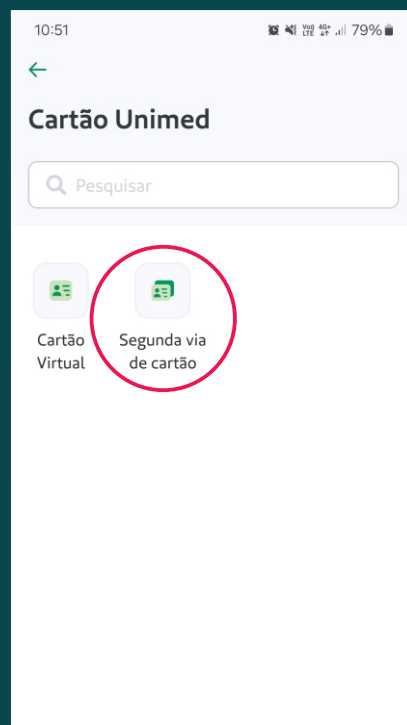 10:51 79%
Cartão Unimed
Pesquisar
Cartão Segunda via
Virtual de cartão